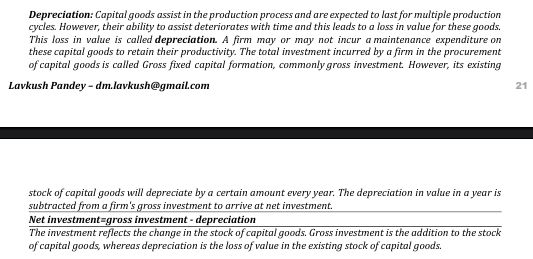 Depreciation: Capital goods assist in the production process and are expected to last for multiple production
cycles. However, their ability to assist deteriorates with time and this leads to a loss in value for these goods.
This loss in value is called depreciation. A firm may or may not incur a maintenance expenditure on
these capital goods to retain their productivity. The total investment incurred by a firm in the procurement
of capital goods is called Gross fixed capital formation, commonly gross investment. However, its existing
Lavkush Pandey – dm.lavkush@gmail.com 21
stock of capital goods will depreciate by a certain amount every year. The depreciation in value in a year is
subtracted from a firm's gross investment to arrive at net investment.
Net investment=gross investment - depreciation
The investment reflects the change in the stock of capital goods. Gross investment is the addition to the stock
of capital goods, whereas depreciation is the loss of value in the existing stock of capital goods.